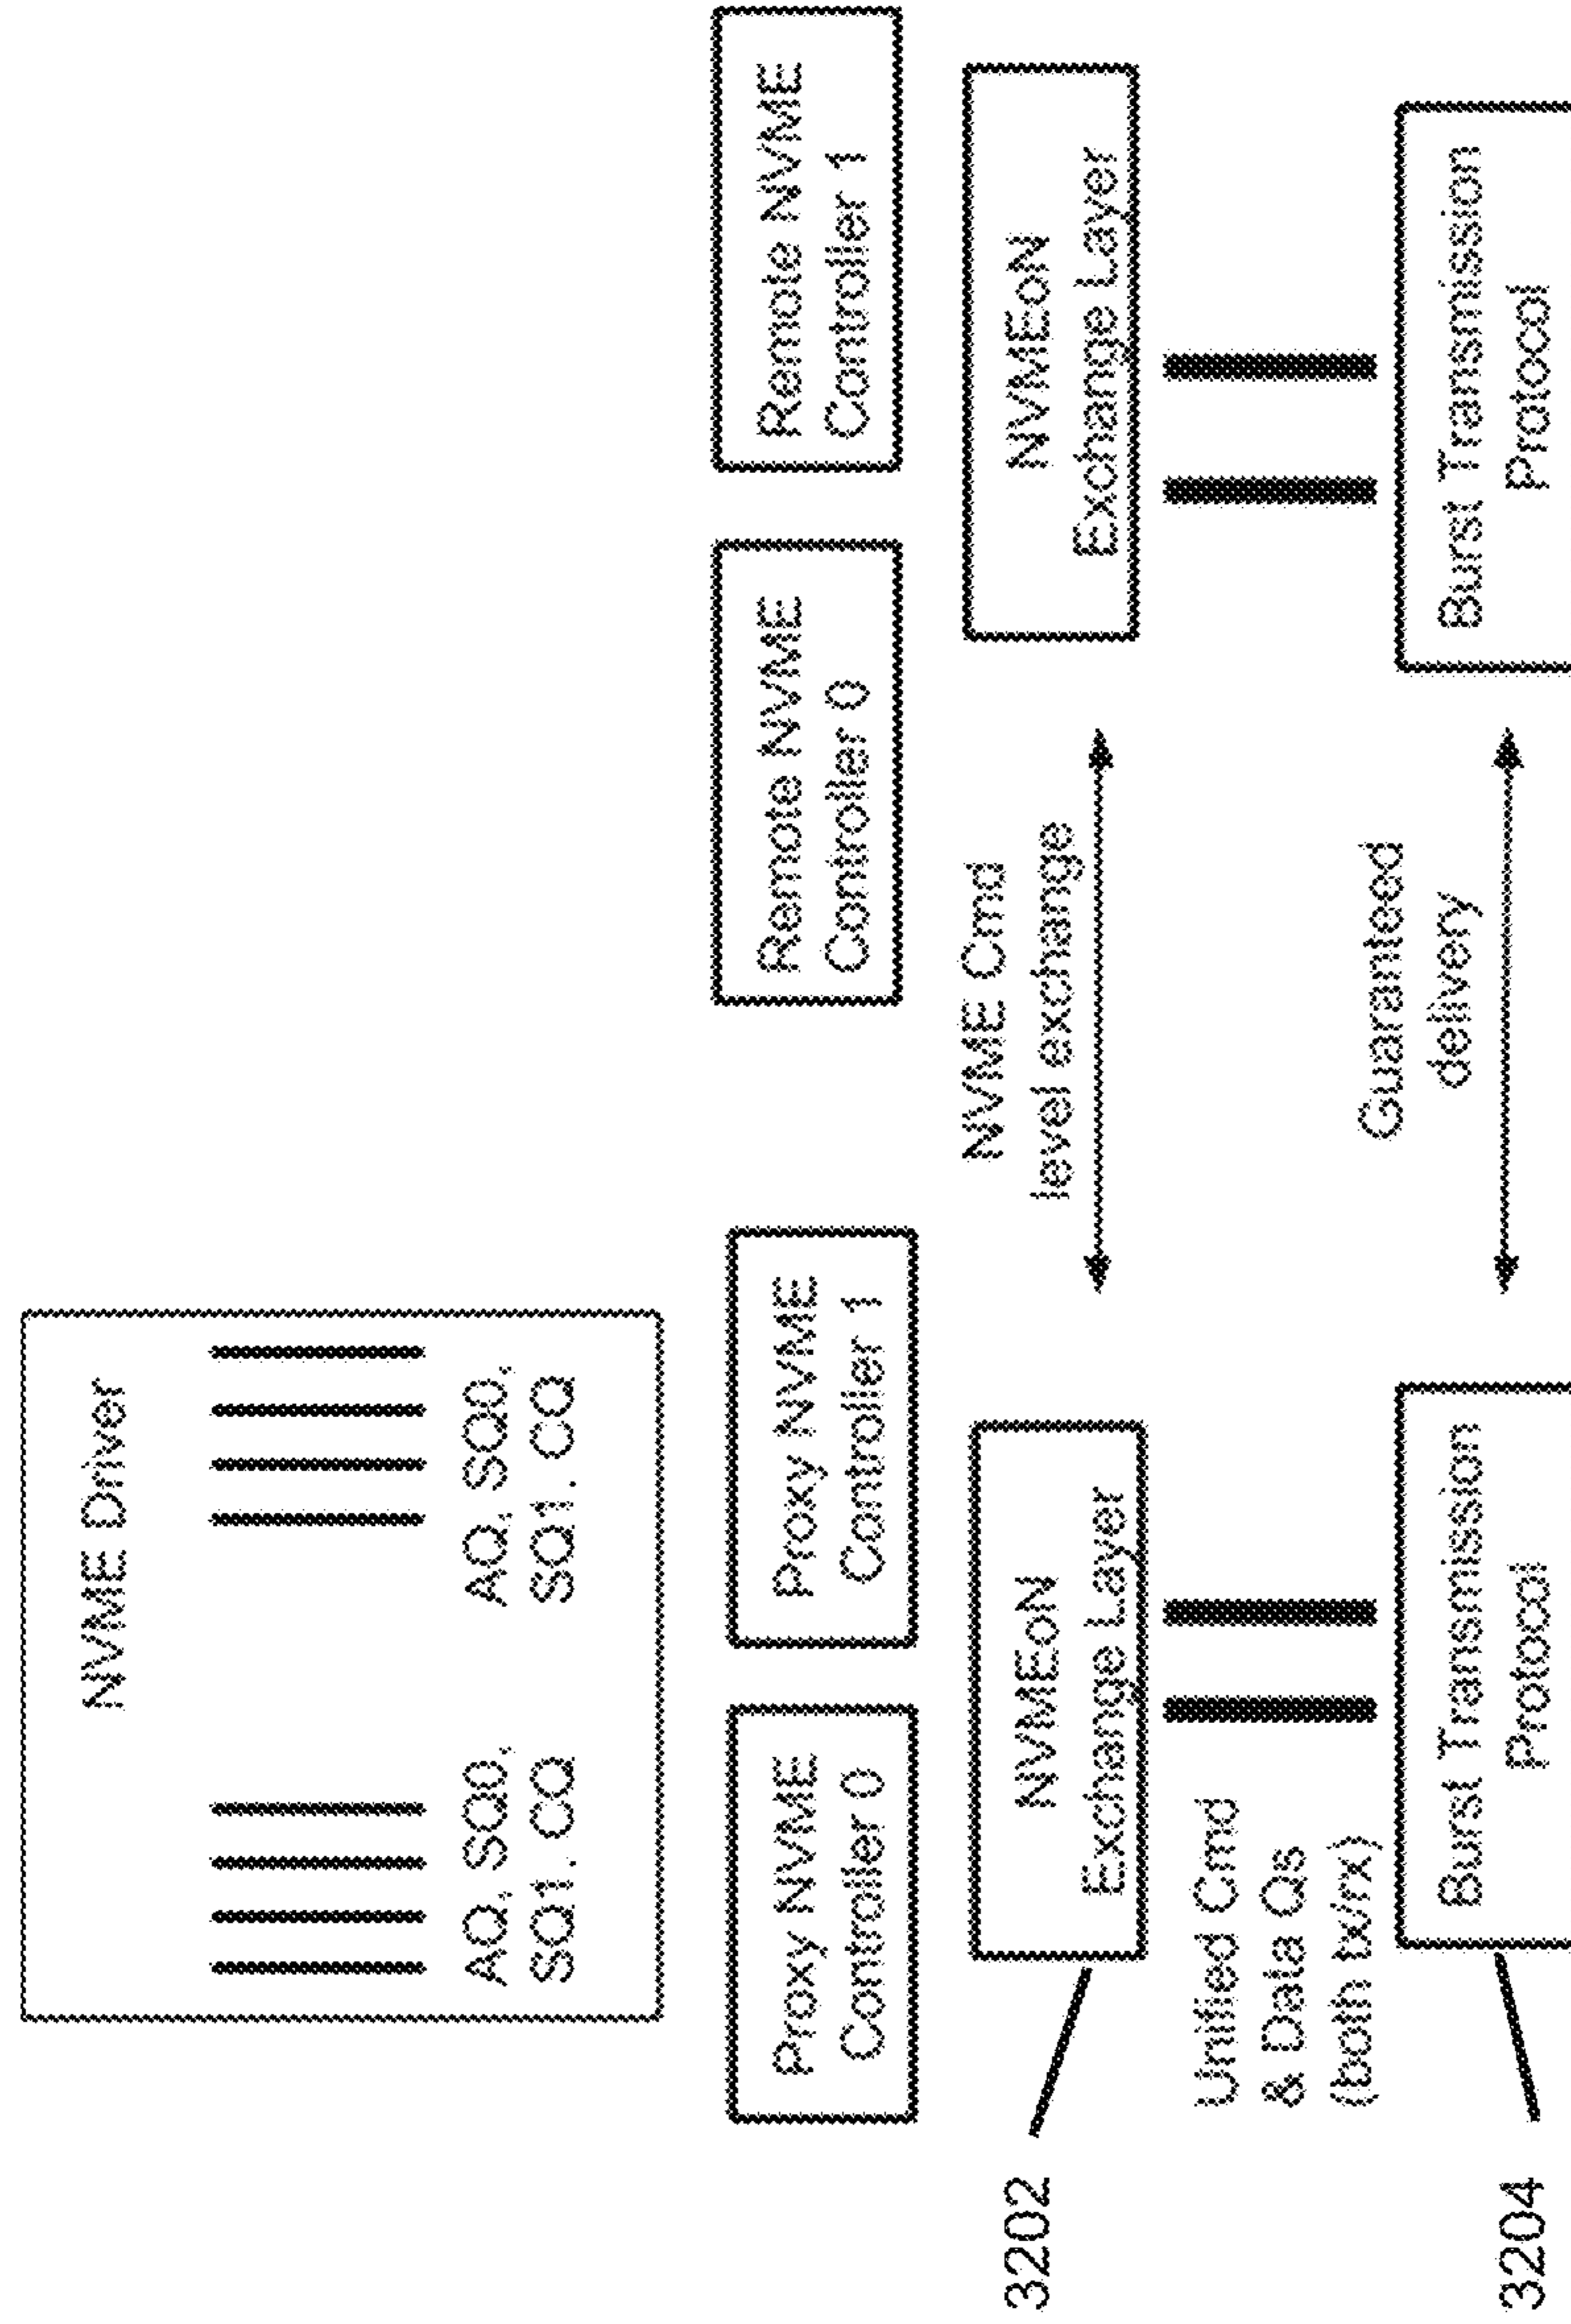 NVME Driver
AQ, SQ0,
SQ1. CQ
AQ, SQ0,
SQ1. CQ
Proxy NVME
Controller 0
Proxy NVME
Controller 1
Remote NVME
Controller 0
Remote NVME
Controller 1
3202
NVMEoN
Exchange Layer
NVME Cmd
level exchange
NVMEoN
Exchange Layer
Unified Cmd
& Data Qs
(both tx/rx)
3204
Burst Transmission
Protocol
Guaranteed
delivery
Burst Transmission
Protocol